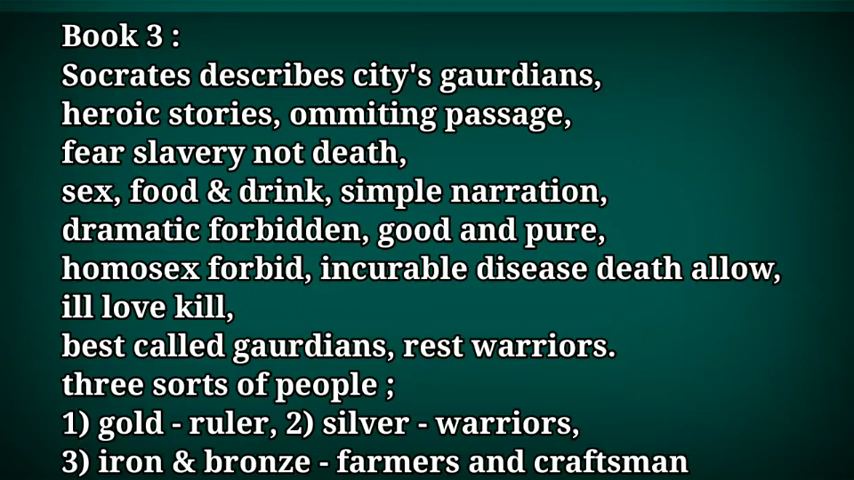 Book 3 :
Socrates describes city's gaurdians,
heroic stories, ommiting passage,
fear slavery not death,
sex, food & drink, simple narration,
dramatic forbidden, good and pure,
homosex forbid, incurable disease death allow,
ill love kill,
best called gaurdians, rest warriors.
three sorts of people ;
1) gold - ruler, 2) silver - warriors,
3) iron & bronze - farmers and craftsman